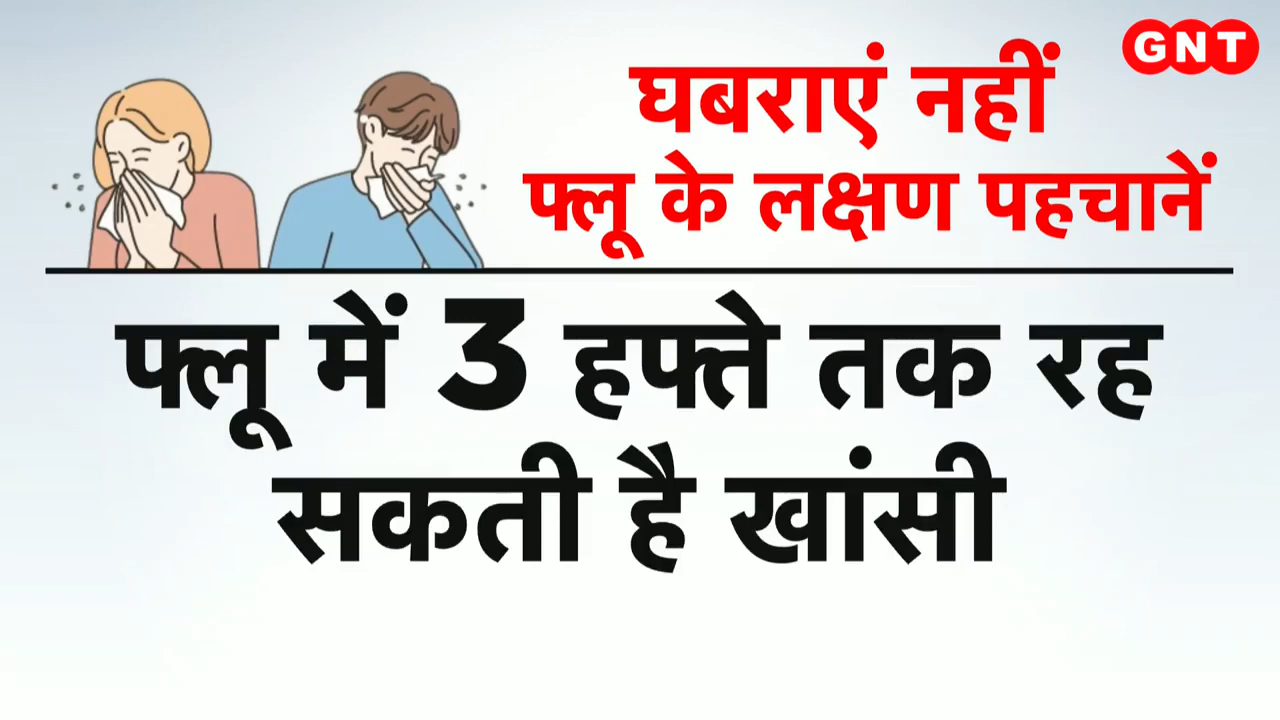 GNT
घबराएं नहीं
फ्लू के लक्षण पहचानें
फ्लू में 3 हफ्ते तक रह
सकती है खांसी